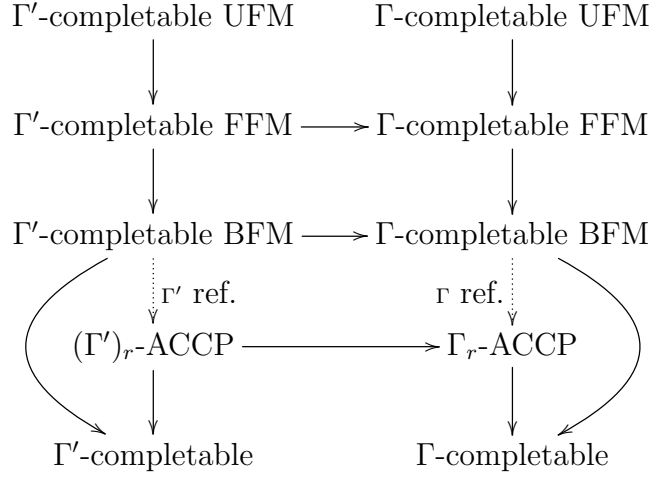 Γ′-completable UFM Γ-completable UFM
Γ′-completable FFM Γ-completable FFM
Γ′-completable BFM Γ-completable BFM
Γ′ ref. Γ ref.
(Γ′)r-ACCP Γr-ACCP
Γ′-completable Γ-completable